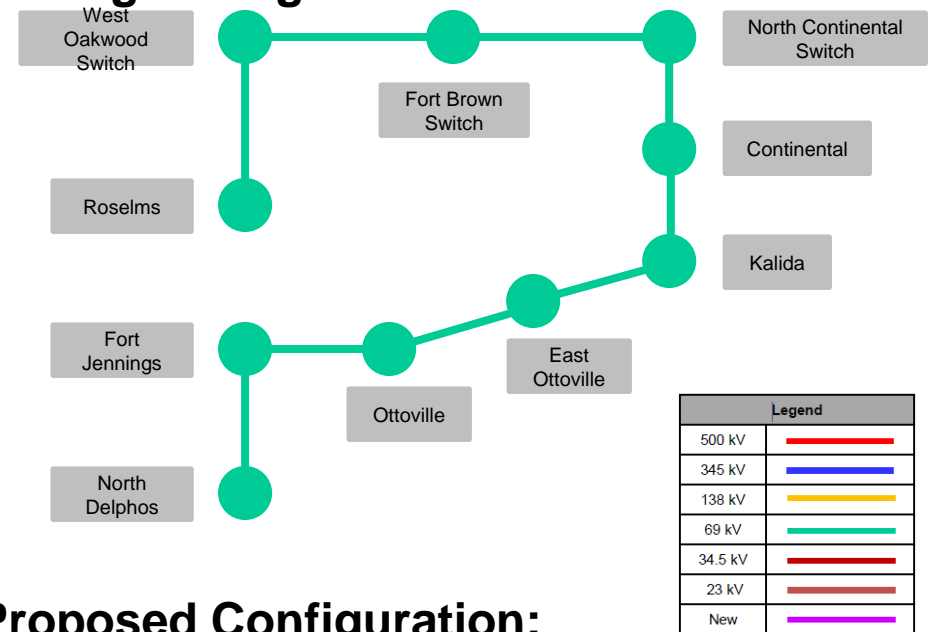 West
Oakwood
Switch
North Continental
Switch
Fort Brown
Switch
Continental
Roselms
Kalida
Fort
Jennings
East
Ottoville
Ottoville
North
Delphos
Legend
500 kV
345 kV
138 kV
69 kV
34.5 kV
23 kV
New
Proposed Configuration: